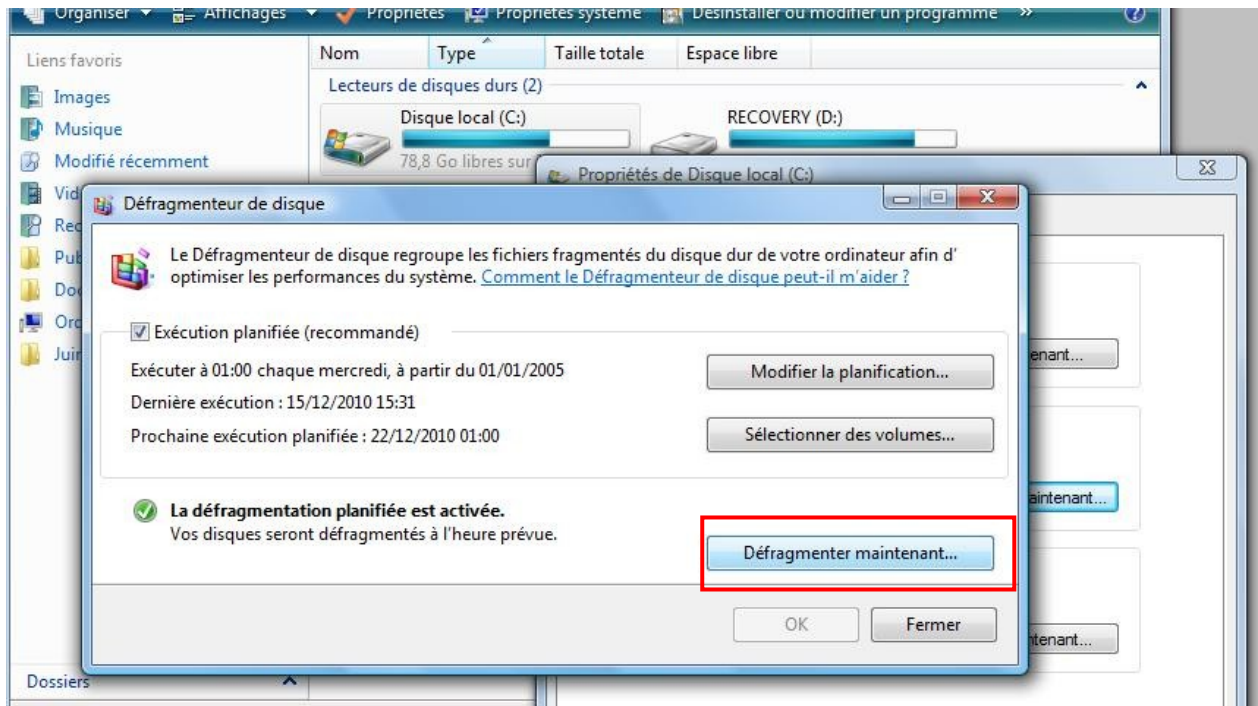 Organiser Affichages Propriétés Propriétés système Désinstaller ou modifier un programme »
Liens favoris
Nom Type Taille totale Espace libre
Lecteurs de disques durs (2)
Images
Musique
Modifié récemment
Disque local (C:)
RECOVERY (D:)
78,8 Go libres sur
Propriétés de Disque local (C:)
Défragmenteur de disque
Le Défragmenteur de disque regroupe les fichiers fragmentés du disque dur de votre ordinateur afin d'
optimiser les performances du système. Comment le Défragmenteur de disque peut-il m'aider ?
Exécution planifiée (recommandé)
Exécuter à 01:00 chaque mercredi, à partir du 01/01/2005
Modifier la planification...
Dernière exécution : 15/12/2010 15:31
Prochaine exécution planifiée : 22/12/2010 01:00
Sélectionner des volumes...
La défragmentation planifiée est activée.
Vos disques seront défragmentés à l'heure prévue.
Défragmenter maintenant...
OK
Fermer
Dossiers